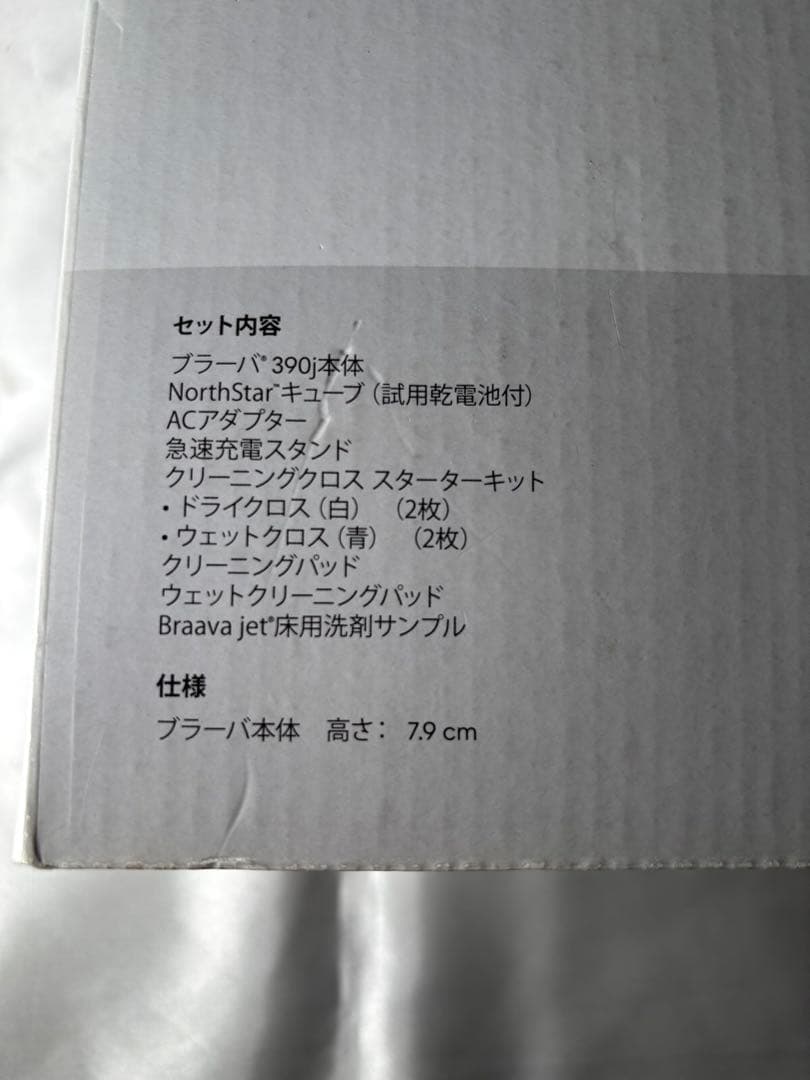 セット内容
ブラーバ® 390j本体
NorthStar™キューブ（試用乾電池付）
ACアダプター
急速充電スタンド
クリーニングクロス スターターキット
・ドライクロス（白）　（2枚）
・ウェットクロス（青）　（2枚）
クリーニングパッド
ウェットクリーニングパッド
Braava jet®床用洗剤サンプル
仕様
ブラーバ本体　高さ：　7.9 cm